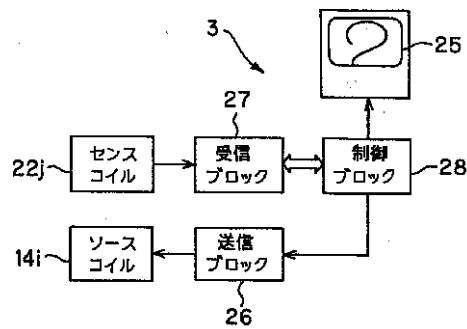 3
25
27
センス
コイル
受信
ブロック
制御
ブロック
22j
28
ソース
コイル
送信
ブロック
14i
26